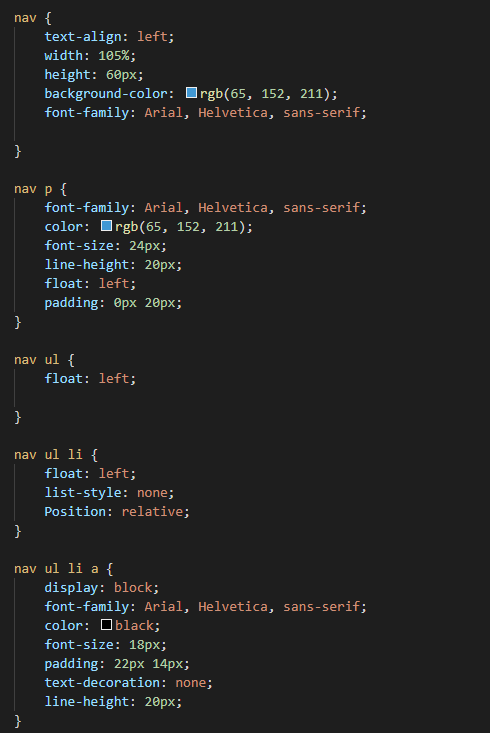 nav {
    text-align: left;
    width: 105%;
    height: 60px;
    background-color: rgb(65, 152, 211);
    font-family: Arial, Helvetica, sans-serif;

}

nav p {
    font-family: Arial, Helvetica, sans-serif;
    color: rgb(65, 152, 211);
    font-size: 24px;
    line-height: 20px;
    float: left;
    padding: 0px 20px;
}

nav ul {
    float: left;

}

nav ul li {
    float: left;
    list-style: none;
    Position: relative;
}

nav ul li a {
    display: block;
    font-family: Arial, Helvetica, sans-serif;
    color: black;
    font-size: 18px;
    padding: 22px 14px;
    text-decoration: none;
    line-height: 20px;
}